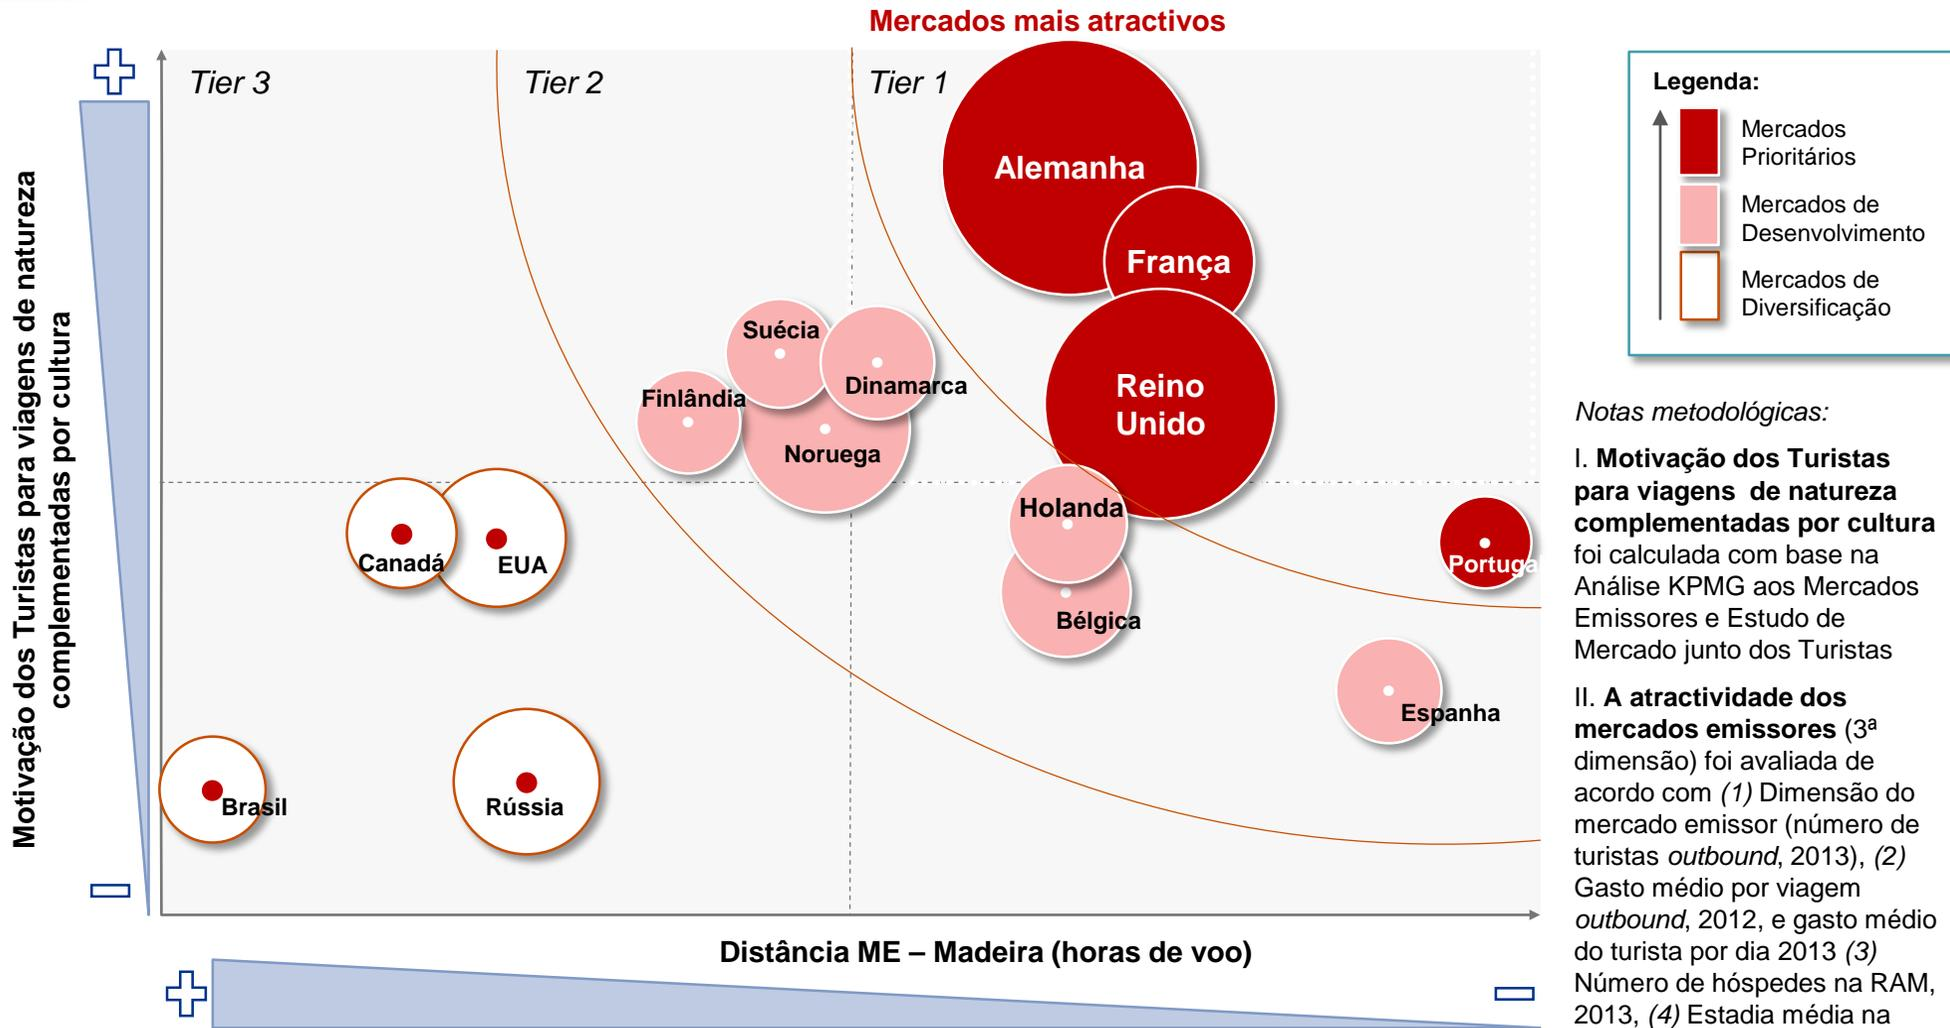 Mercados mais atractivos
Tier 3
Tier 2
Tier 1
Motivação dos Turistas para viagens de natureza
complementadas por cultura
Alemanha
França
Reino
Unido
Suécia
Dinamarca
Finlândia
Noruega
Holanda
Canadá
EUA
Portugal
Bélgica
Espanha
Brasil
Rússia
Distância ME – Madeira (horas de voo)
Legenda:
Mercados
Prioritários
Mercados de
Desenvolvimento
Mercados de
Diversificação
Notas metodológicas:
I. Motivação dos Turistas
para viagens de natureza
complementadas por cultura
foi calculada com base na
Análise KPMG aos Mercados
Emissores e Estudo de
Mercado junto dos Turistas
II. A atractividade dos
mercados emissores (3ª
dimensão) foi avaliada de
acordo com (1) Dimensão do
mercado emissor (número de
turistas outbound, 2013), (2)
Gasto médio por viagem
outbound, 2012, e gasto médio
do turista por dia 2013 (3)
Número de hóspedes na RAM,
2013, (4) Estadia média na